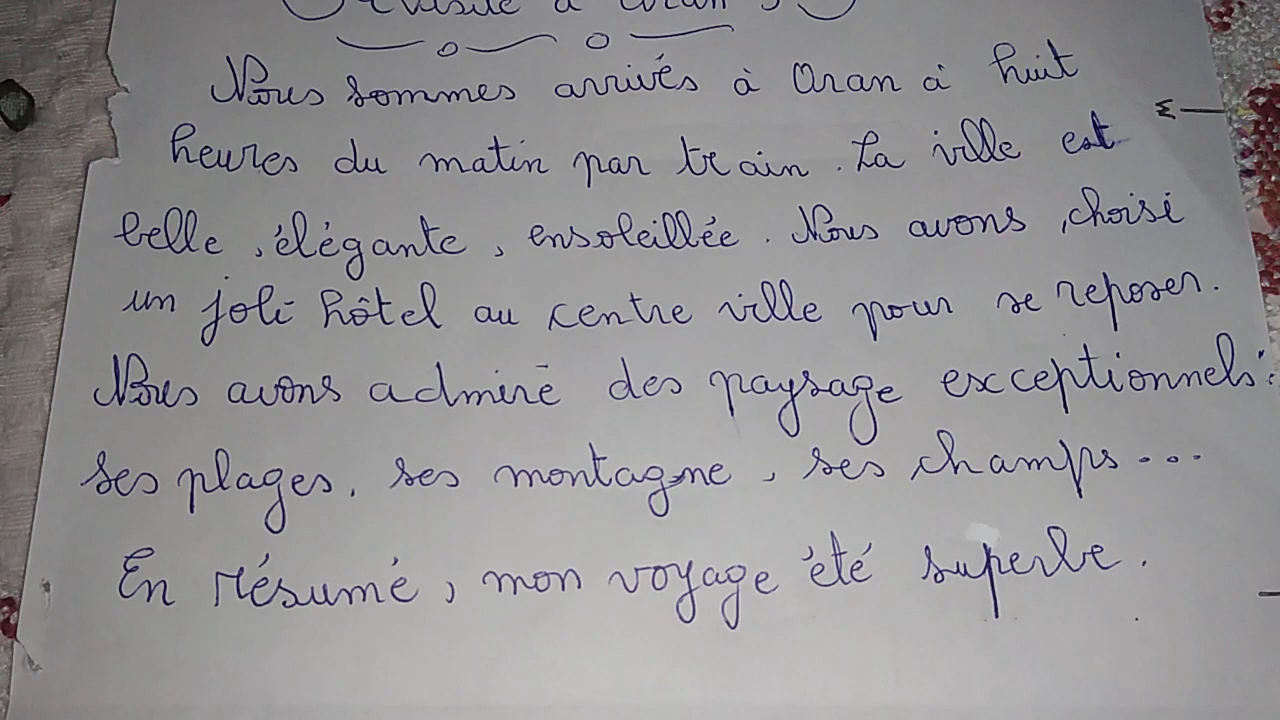 visite à Oran
Nous sommes arrivés à Oran à huit
heures du matin par train. La ville est
belle, élégante, ensoleillée. Nous avons choisi
un joli hôtel au centre ville pour se reposer.
Nous avons admiré des paysage exceptionnels :
ses plages, ses montagne, ses champs...
En résumé, mon voyage été superbe.